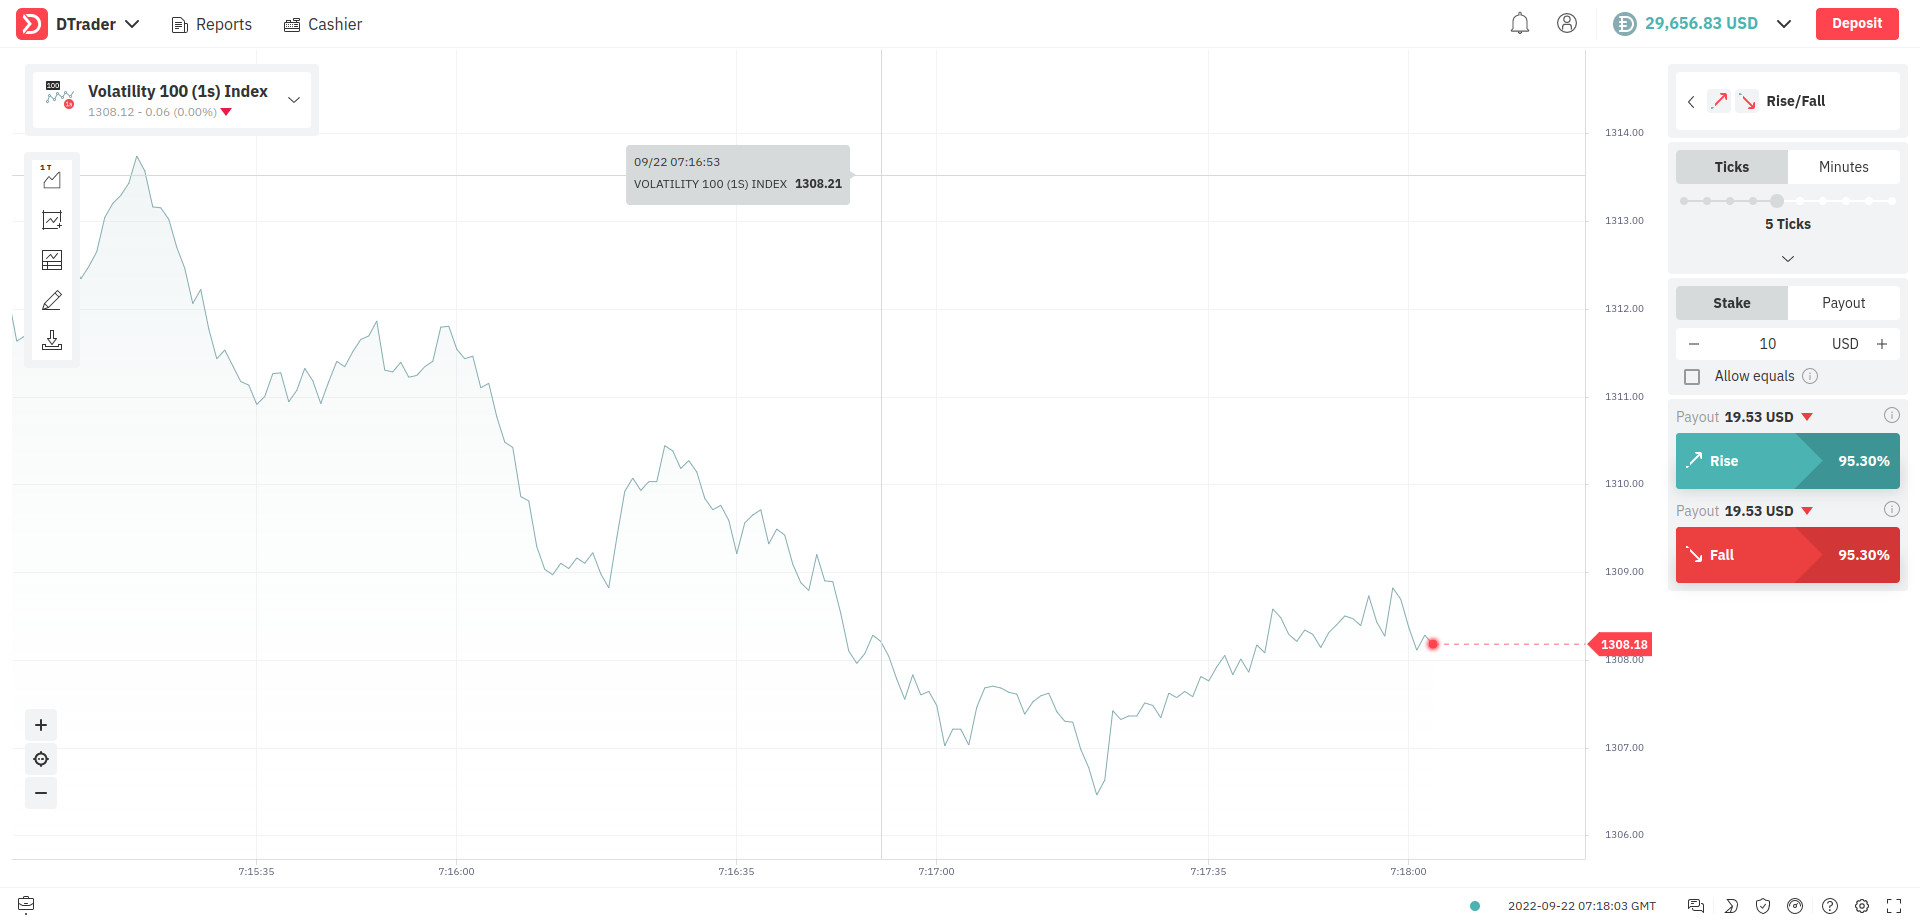 DTrader
Reports
Cashier
29,656.83 USD
Deposit
100
1s
Volatility 100 (1s) Index
1308.12 - 0.06 (0.00%)
1 T
09/22 07:16:53
VOLATILITY 100 (1S) INDEX 1308.21
1314.00
1313.00
1312.00
1311.00
1310.00
1309.00
1308.18
1308.00
1307.00
1306.00
7:15:35
7:16:00
7:16:35
7:17:00
7:17:35
7:18:00
Rise/Fall
Ticks
Minutes
5 Ticks
Stake
Payout
10
USD
Allow equals
Payout 19.53 USD
Rise
95.30%
Payout 19.53 USD
Fall
95.30%
2022-09-22 07:18:03 GMT